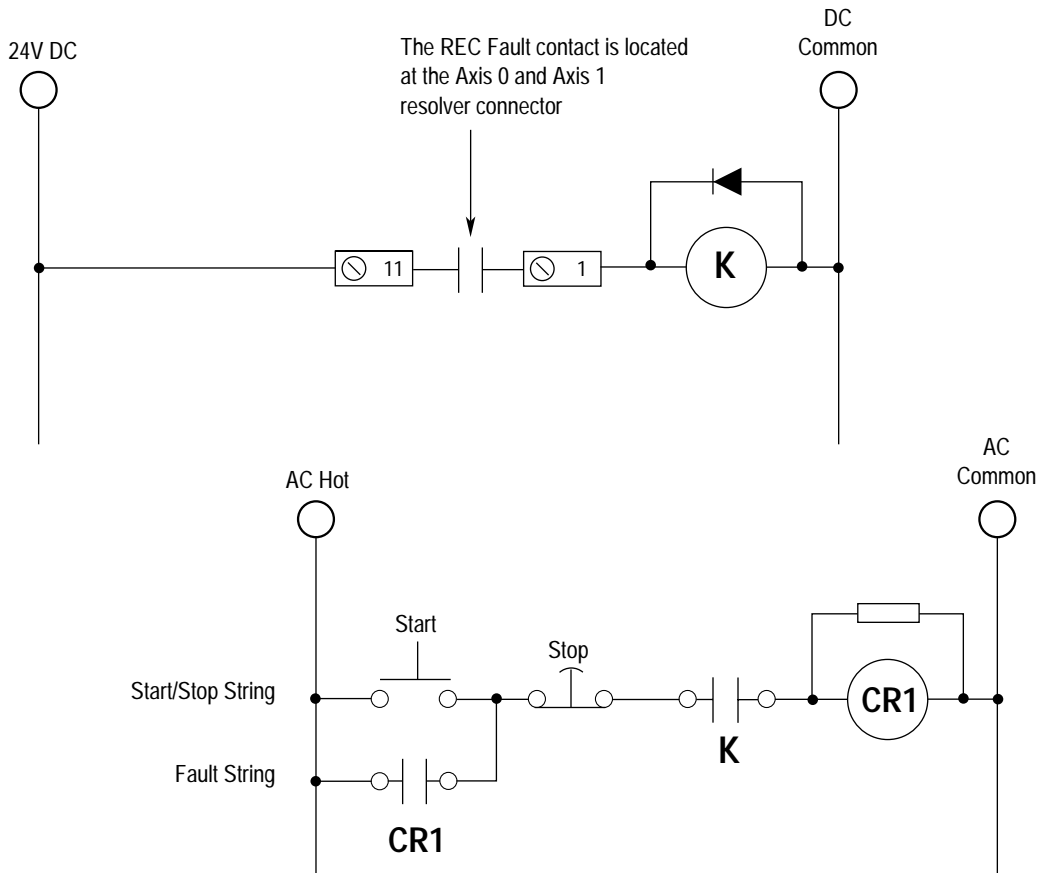 24V DC
The REC Fault contact is located
at the Axis 0 and Axis 1
resolver connector
DC
Common
11
1
K
AC Hot
AC
Common
Start
Stop
Start/Stop String
CR1
K
Fault String
CR1